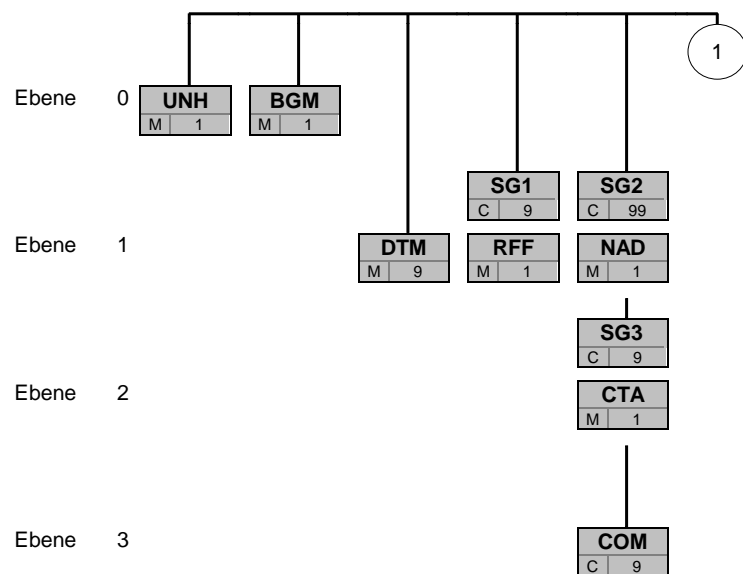 1
Ebene 0 UNH BGM
M 1 M 1
SG1 SG2
C 9 C 99
Ebene 1 DTM RFF NAD
M 9 M 1 M 1
SG3
C 9
Ebene 2 CTA
M 1
Ebene 3 COM
C 9